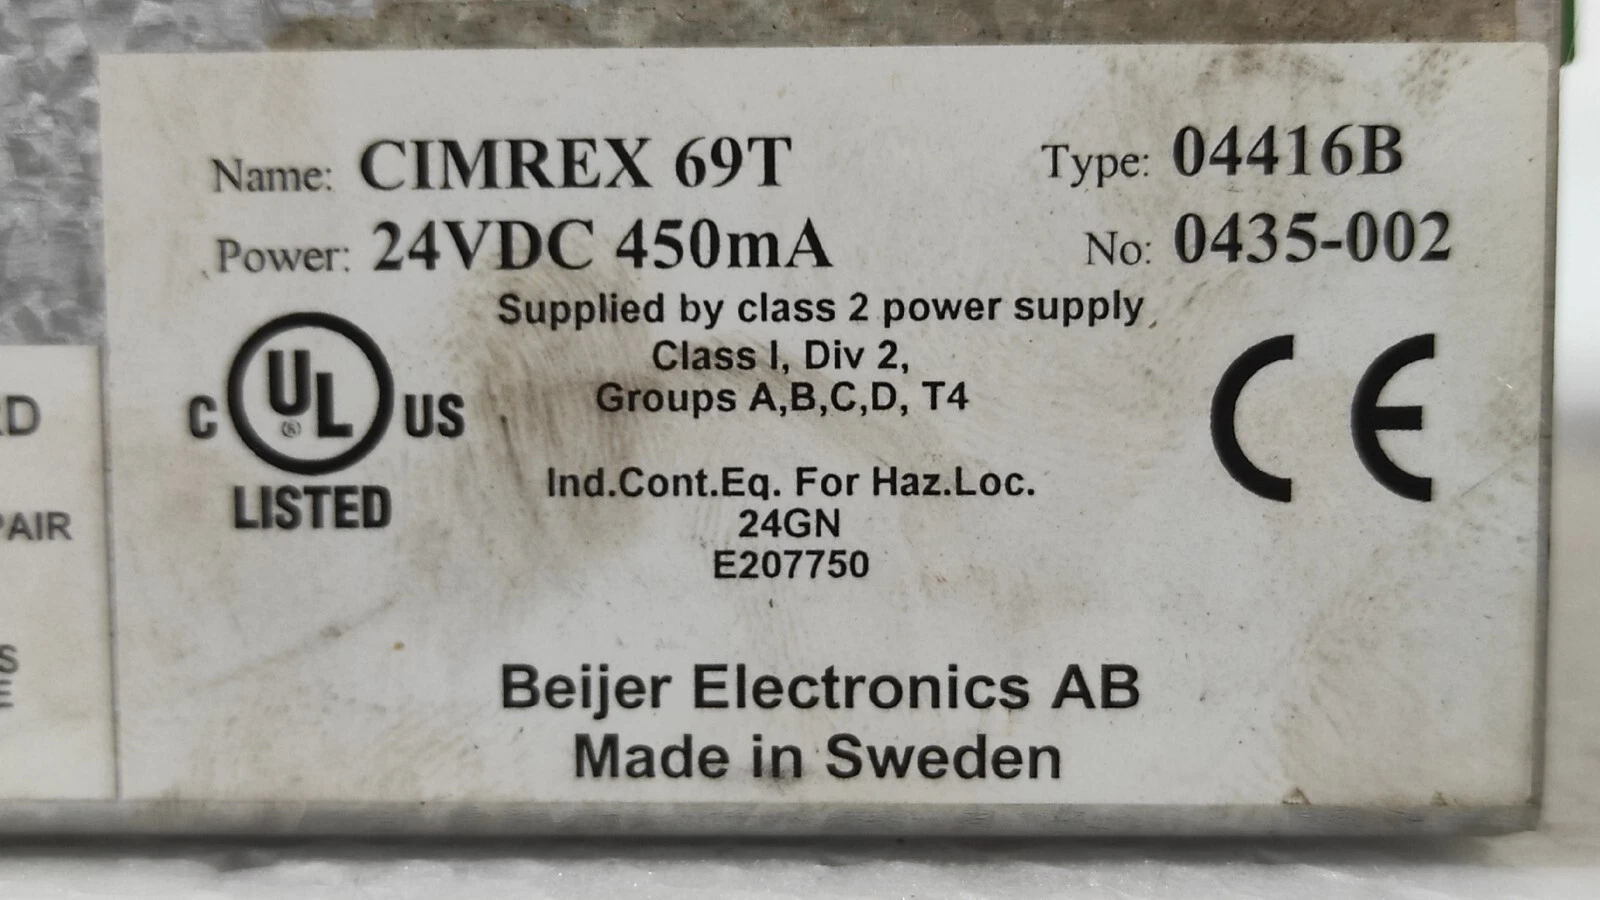 Name: CIMREX 69T
Type: 04416B
Power: 24VDC 450mA
No: 0435-002
Supplied by class 2 power supply
Class I, Div 2,
Groups A,B,C,D, T4
C UL ® US
LISTED
CE
Ind.Cont.Eq. For Haz.Loc.
24GN
E207750
Beijer Electronics AB
Made in Sweden